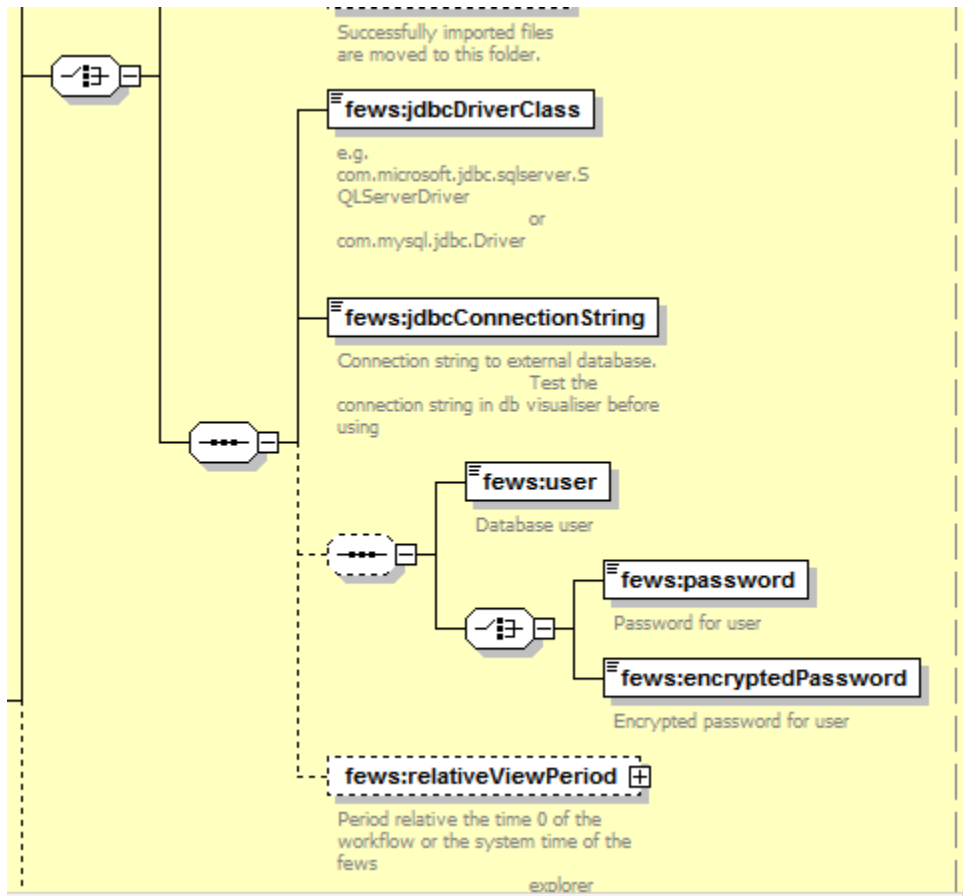 Successfully imported files
are moved to this folder.
fews:jdbcDriverClass
e.g.
com.microsoft.jdbc.sqlserver.S
QLServerDriver
or
com.mysql.jdbc.Driver
fews:jdbcConnectionString
Connection string to external database.
Test the
connection string in db visualiser before
using
fews:user
Database user
fews:password
Password for user
fews:encryptedPassword
Encrypted password for user
fews:relativeViewPeriod
Period relative the time 0 of the
workflow or the system time of the
fews
explorer